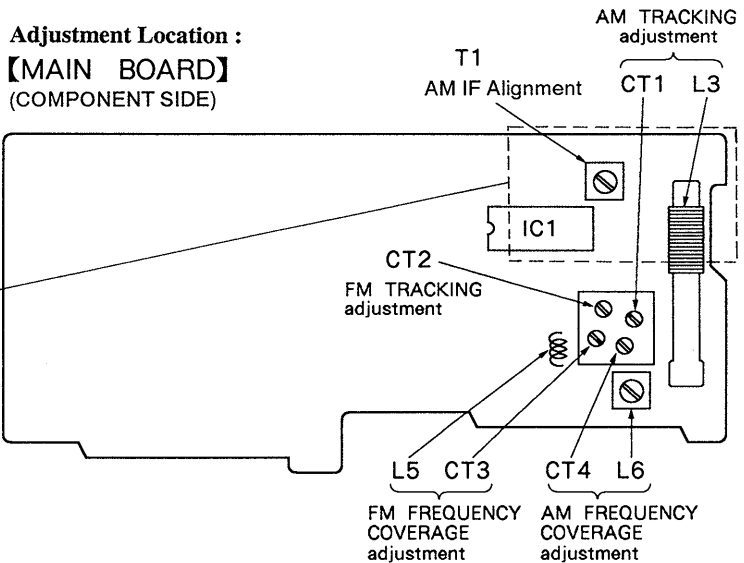 Adjustment Location :
【MAIN BOARD】
(COMPONENT SIDE)
AM TRACKING
adjustment
CT1 L3
T1
AM IF Alignment
IC1
CT2
FM TRACKING
adjustment
L5 CT3
FM FREQUENCY
COVERAGE
adjustment
CT4 L6
AM FREQUENCY
COVERAGE
adjustment